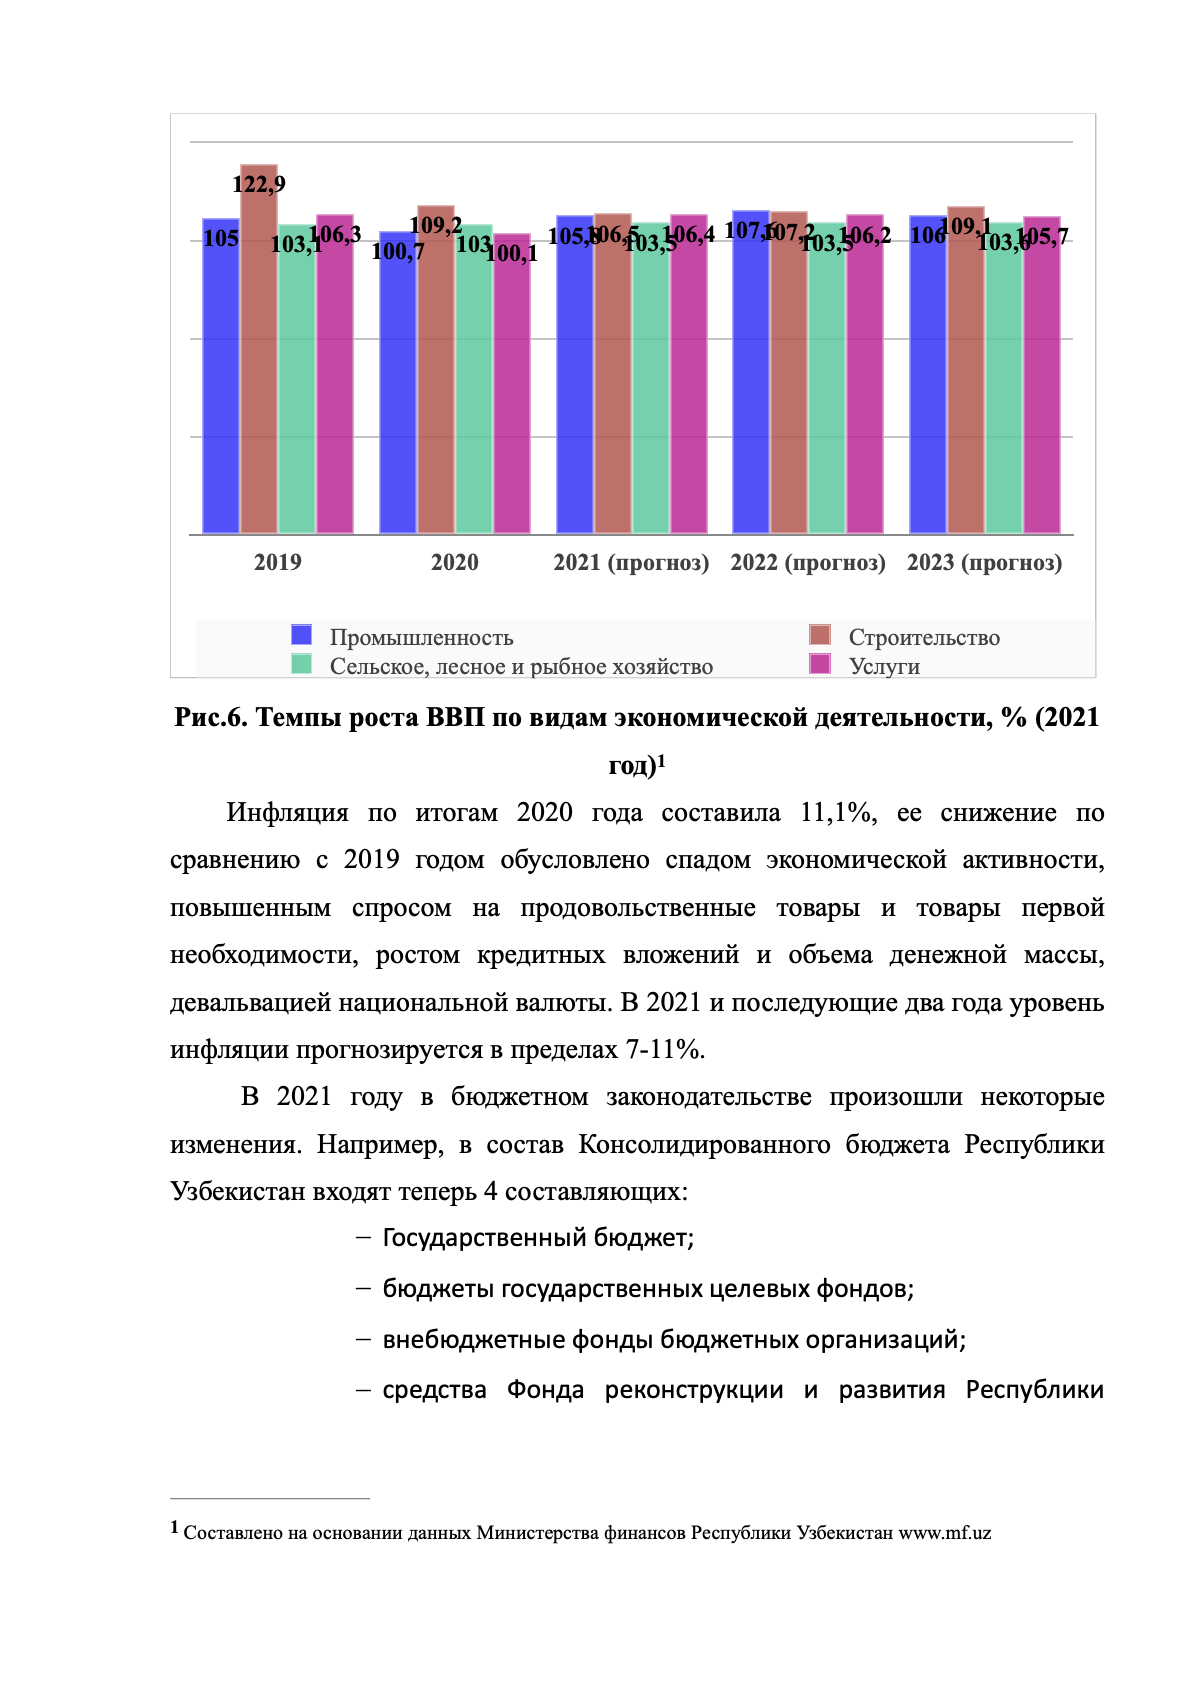 122,9
105
103,1
106,3
100,7
109,2
103
100,1
105,8
106,5
103,5
106,4
107,6
107,2
103,5
106,2
106
109,1
103,6
105,7
2019 2020 2021 (прогноз) 2022 (прогноз) 2023 (прогноз)
Промышленность Строительство
Сельское, лесное и рыбное хозяйство Услуги
Рис.6. Темпы роста ВВП по видам экономической деятельности, % (2021
год)1
Инфляция по итогам 2020 года составила 11,1%, ее снижение по
сравнению с 2019 годом обусловлено спадом экономической активности,
повышенным спросом на продовольственные товары и товары первой
необходимости, ростом кредитных вложений и объема денежной массы,
девальвацией национальной валюты. В 2021 и последующие два года уровень
инфляции прогнозируется в пределах 7-11%.
В 2021 году в бюджетном законодательстве произошли некоторые
изменения. Например, в состав Консолидированного бюджета Республики
Узбекистан входят теперь 4 составляющих:
– Государственный бюджет;
– бюджеты государственных целевых фондов;
– внебюджетные фонды бюджетных организаций;
– средства Фонда реконструкции и развития Республики
1 Составлено на основании данных Министерства финансов Республики Узбекистан www.mf.uz